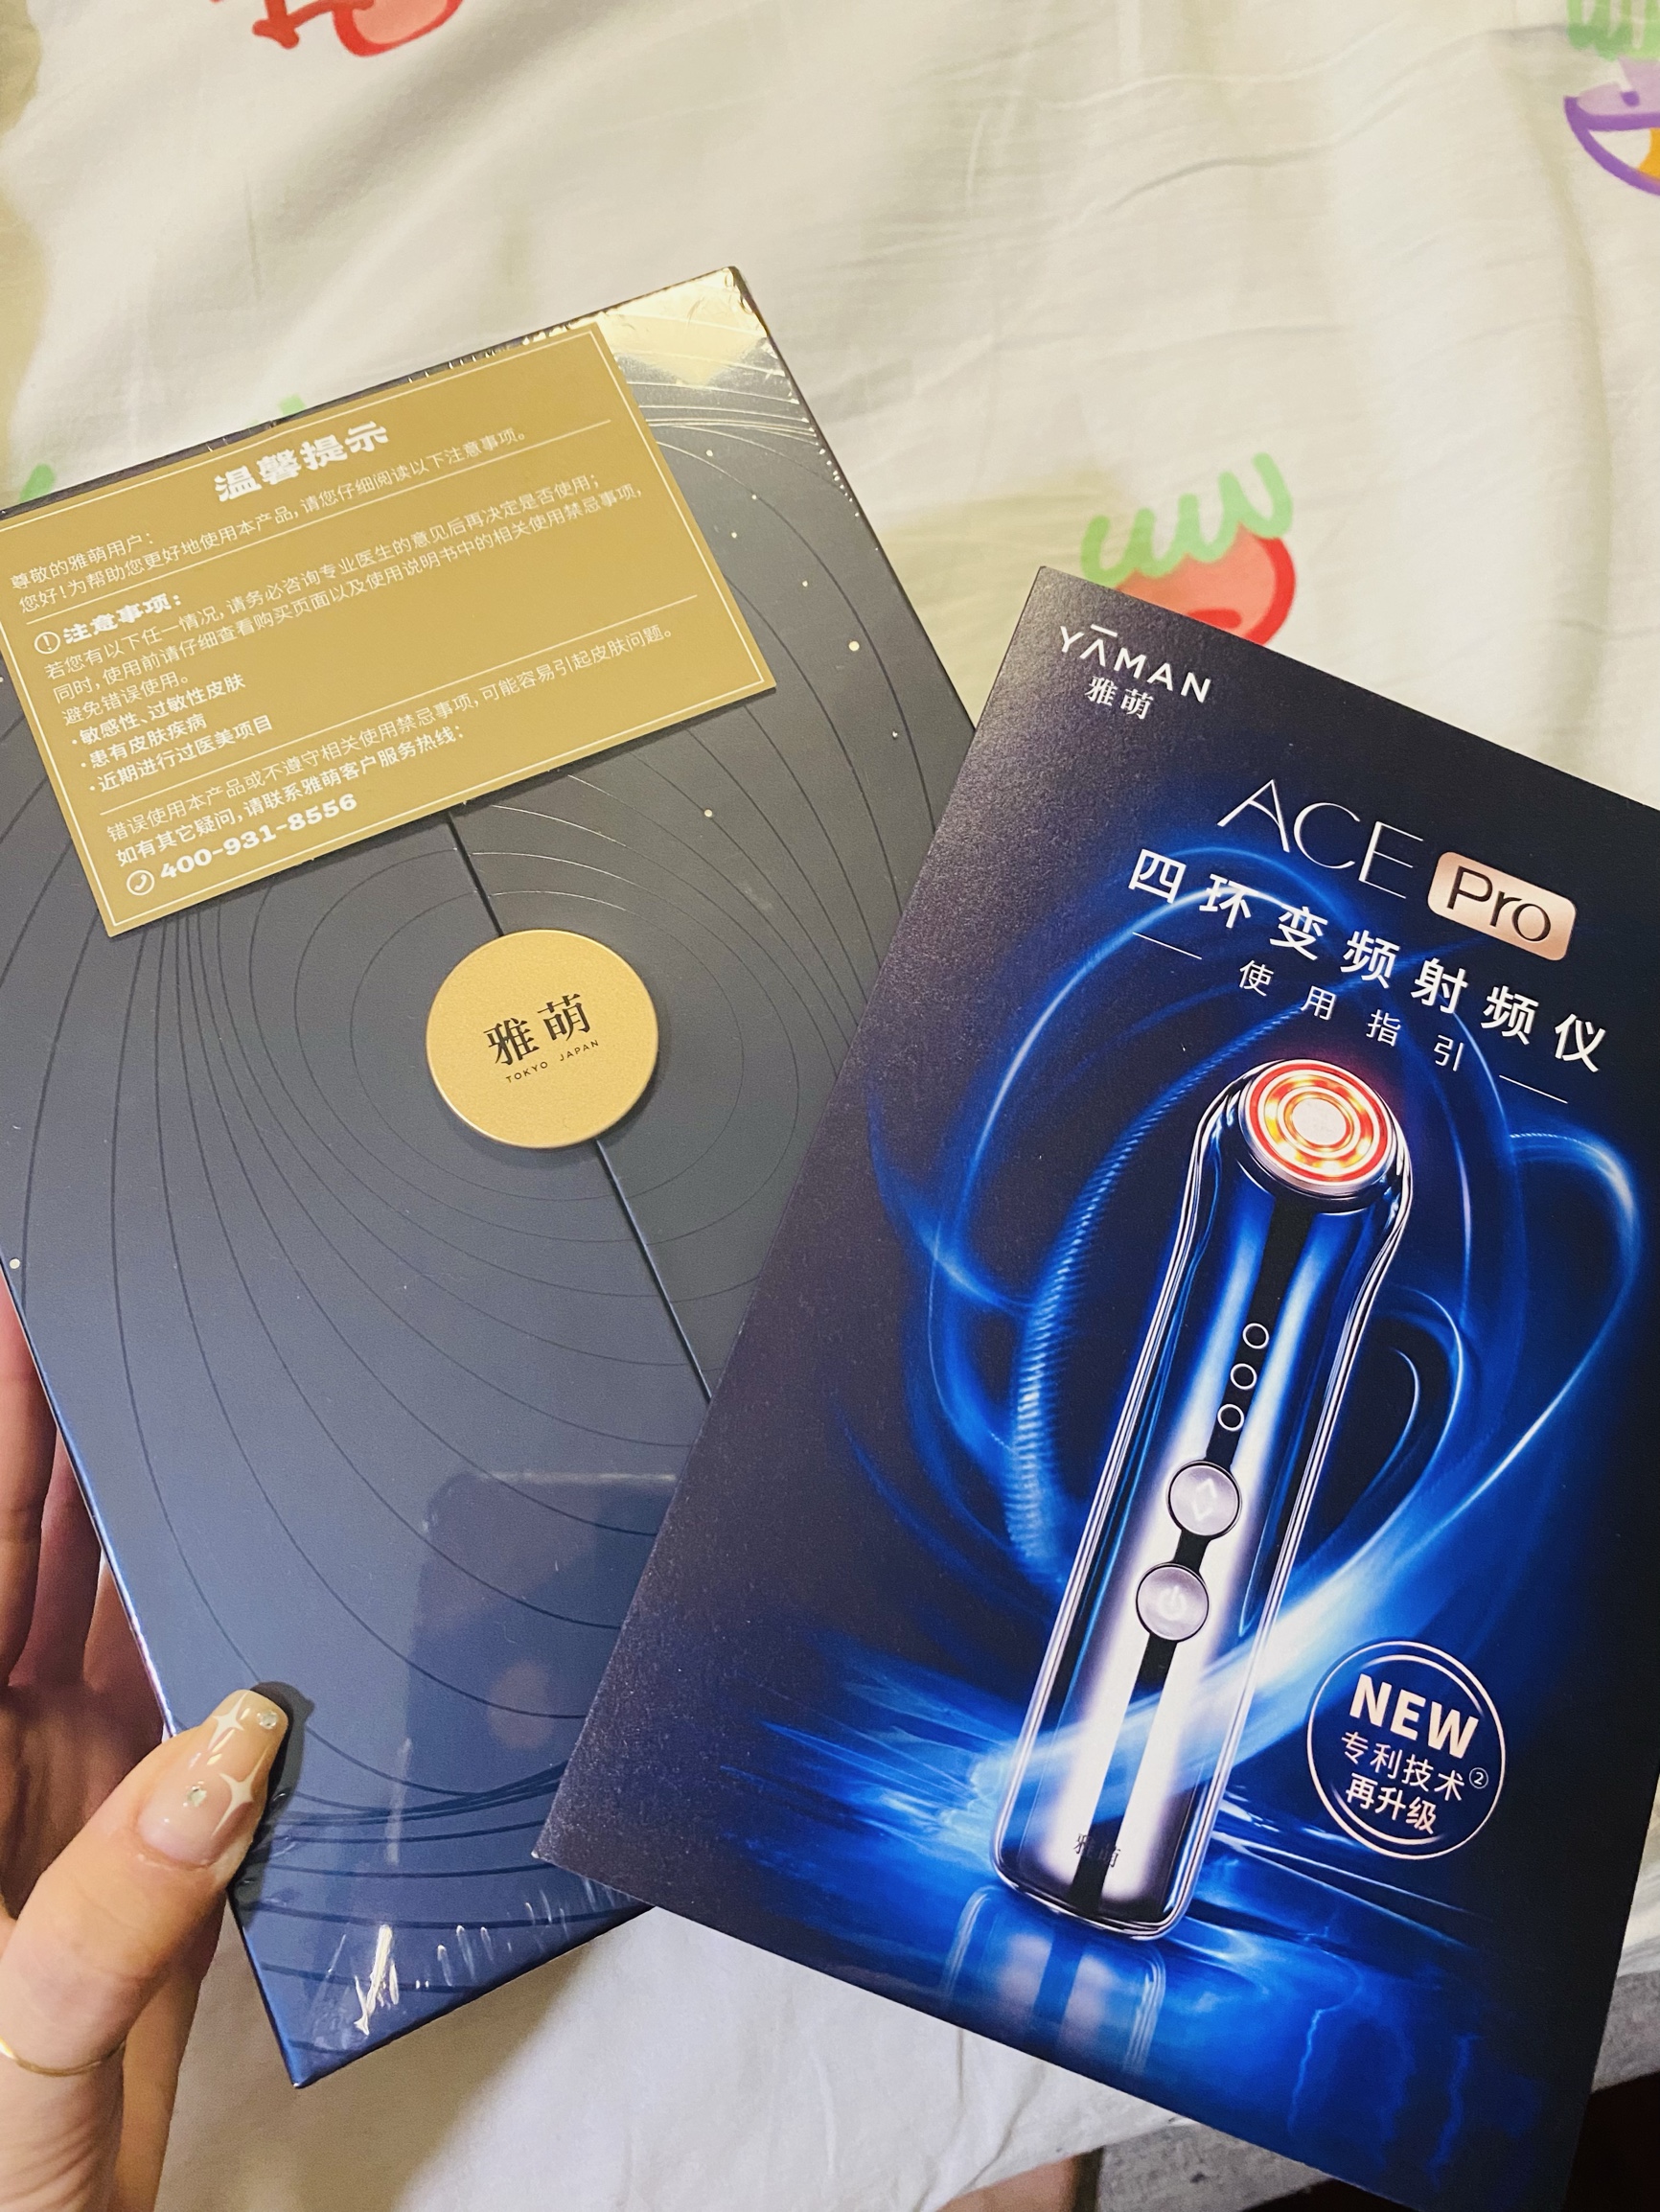 温馨提示
尊敬的雅萌用户：
您好！为帮助您更好地使用本产品，请您仔细阅读以下注意事项。
注意事项：
若您有以下任一情况，请务必咨询专业医生的意见后再决定是否使用；
同时，使用前请仔细查看购买页面以及使用说明书中的相关使用禁忌事项，
避免错误使用。
·敏感性、过敏性皮肤
·患有皮肤疾病
·近期进行过医美项目
错误使用本产品或不遵守相关使用禁忌事项，可能容易引起皮肤问题。
如有其它疑问，请联系雅萌客户服务热线：
400-931-8556
雅萌
TOKYO JAPAN
YAMAN
雅萌
ACE Pro
四环变频射频仪
使用指引
NEW
专利技术②
再升级
雅萌